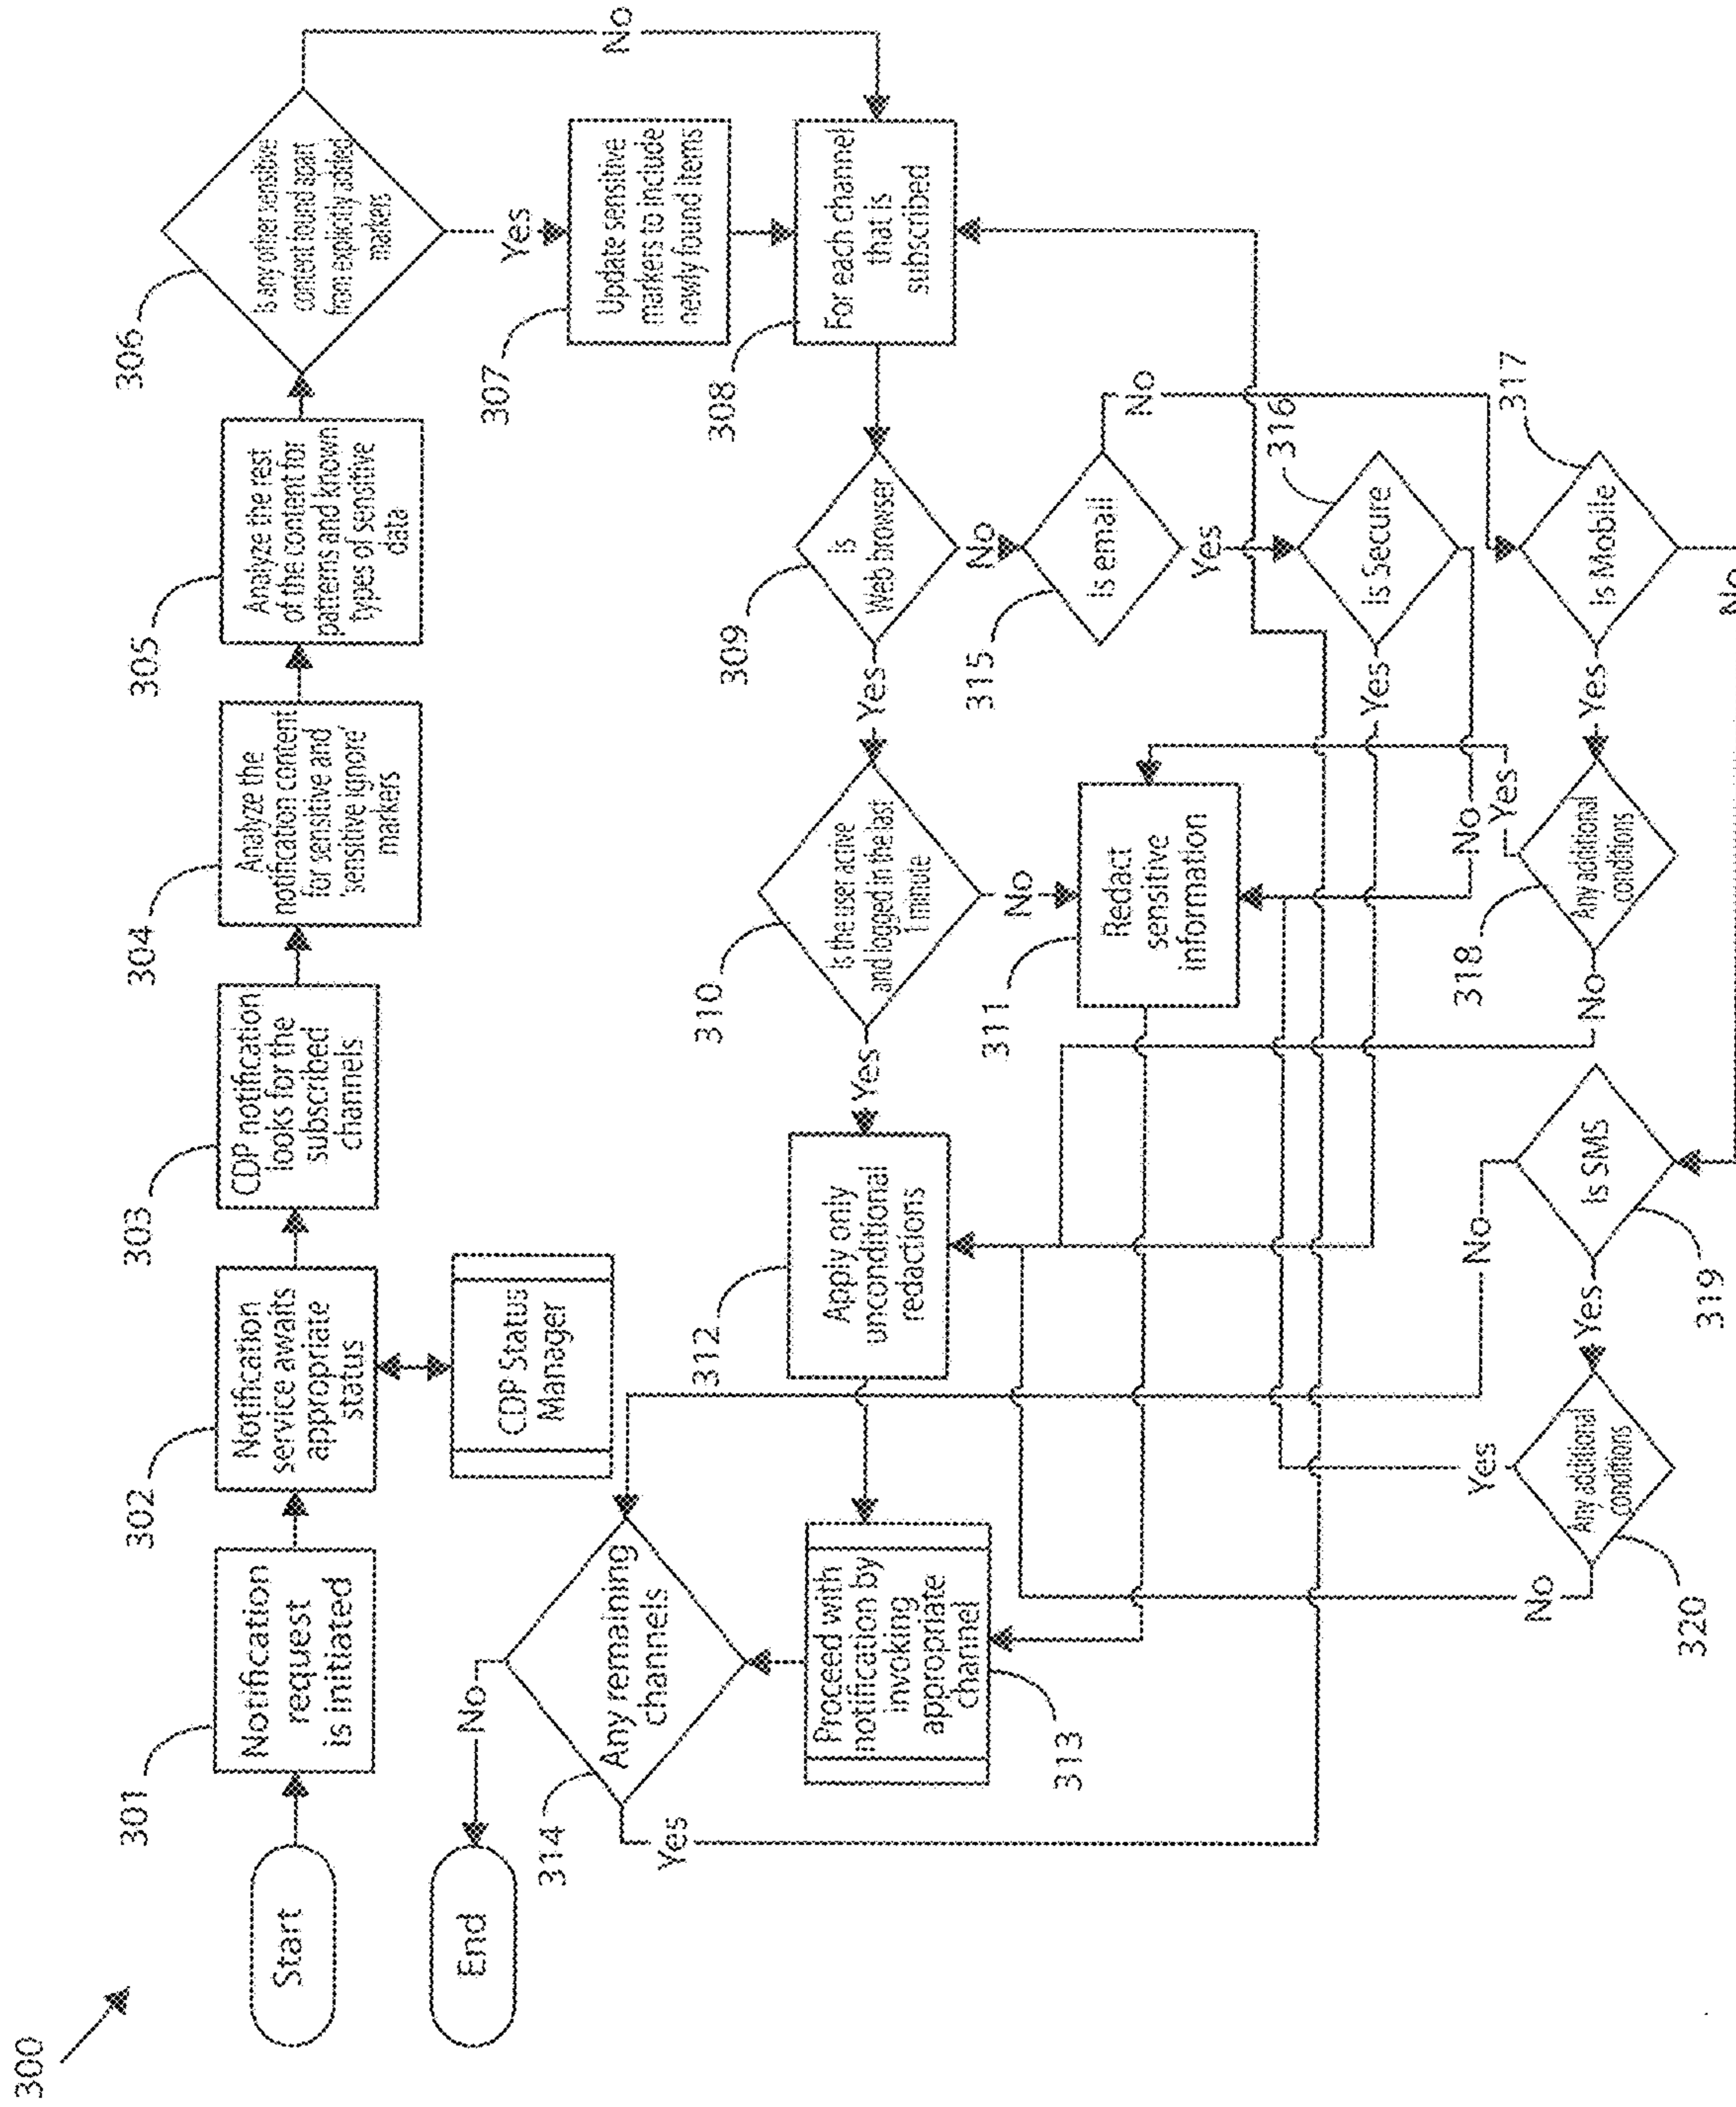 300
Start
301
Notification
request
is initiated
302
Notification
service awaits
appropriate
status
CDP Status
Manager
303
CDP notification
looks for the
subscribed
channels
304
Analyze the
notification content
for sensitive and
'sensitive ignore'
markers
305
Analyze the rest
of the content for
patterns and known
types of sensitive
data
306
Is any other sensitive
content found apart
from explicitly added
markers
No
Yes
307
Update sensitive
markers to include
newly found items
308
For each channel
that is
subscribed
309
Is
Web browser
Yes
No
310
Is the user active
and logged in the last
1 minute
Yes
No
311
Redact
sensitive
information
312
Apply only
unconditional
redactions
313
Proceed with
notification by
invoking
appropriate
channel
314
Any remaining
channels
No
Yes
End
315
Is email
No
Yes
316
Is Secure
Yes
No
317
Is Mobile
Yes
No
318
Any additional
conditions
Yes
No
319
Is SMS
No
Yes
320
Any additional
conditions
Yes
No